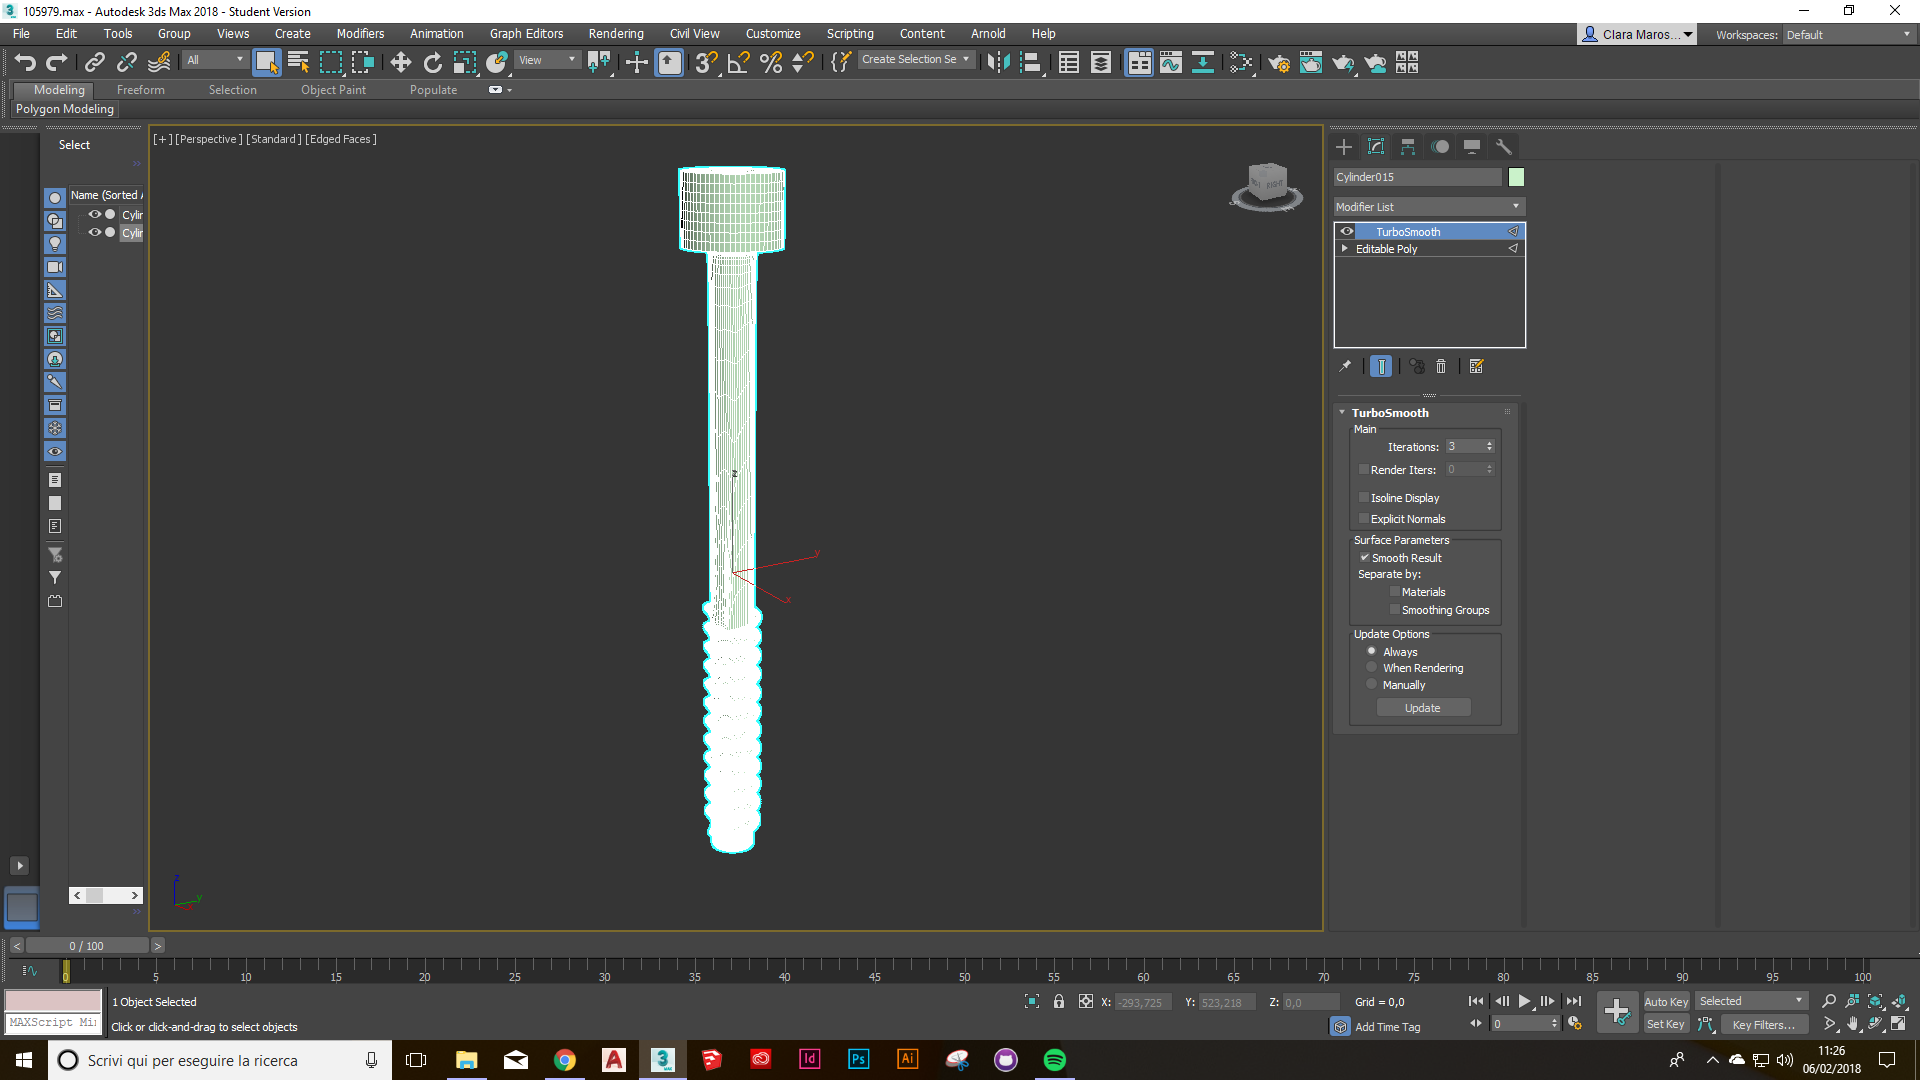 105979.max - Autodesk 3ds Max 2018 - Student Version
File Edit Tools Group Views Create Modifiers Animation Graph Editors Rendering Civil View Customize Scripting Content Arnold Help
Clara Maros... Workspaces: Default
All View Create Selection Se
Modeling Freeform Selection Object Paint Populate
Polygon Modeling
Select
[+] [Perspective] [Standard] [Edged Faces]
Name (Sorted A
Cylin
Cylin
RIGHT
Cylinder015
Modifier List
TurboSmooth
Editable Poly
TurboSmooth
Main
Iterations: 3
Render Iters: 0
Isoline Display
Explicit Normals
Surface Parameters
Smooth Result
Separate by:
Materials
Smoothing Groups
Update Options
Always
When Rendering
Manually
Update
z
y
x
z
y
0 / 100
0 5 10 15 20 25 30 35 40 45 50 55 60 65 70 75 80 85 90 95 100
1 Object Selected
X: -293,725 Y: 523,218 Z: 0,0 Grid = 0,0
Auto Key Selected
MAXScript Mi
Click or click-and-drag to select objects
Add Time Tag
0
Set Key Key Filters...
Scrivi qui per eseguire la ricerca
11:26
06/02/2018